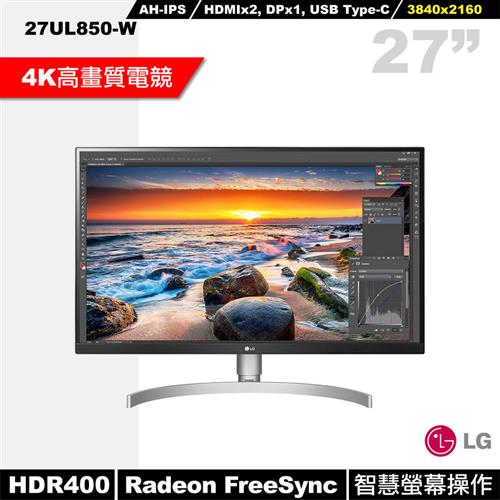 27UL850-W
AH-IPS / HDMIx2, DPx1, USB Type-C / 3840x2160
27”
4K高畫質電競
LG
LG
HDR400 Radeon FreeSync 智慧螢幕操作